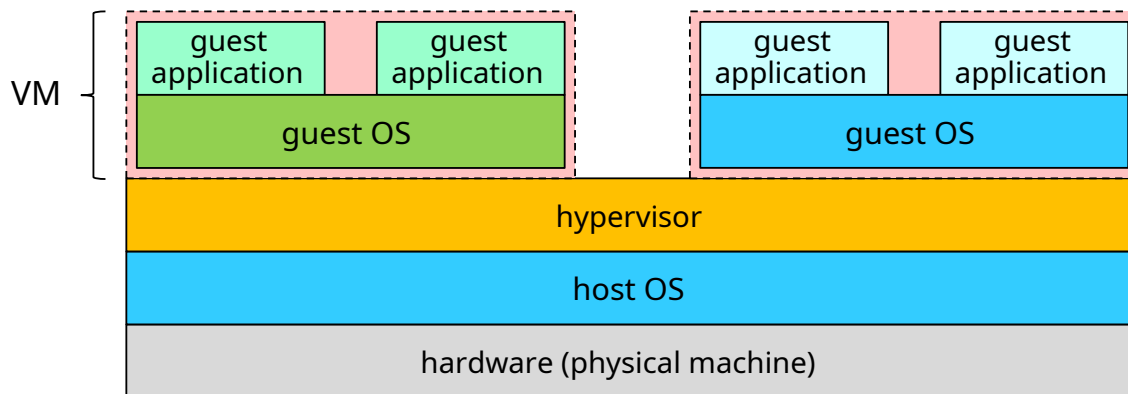 VM
guest
application
guest
application
guest OS
guest
application
guest
application
guest OS
hypervisor
host OS
hardware (physical machine)